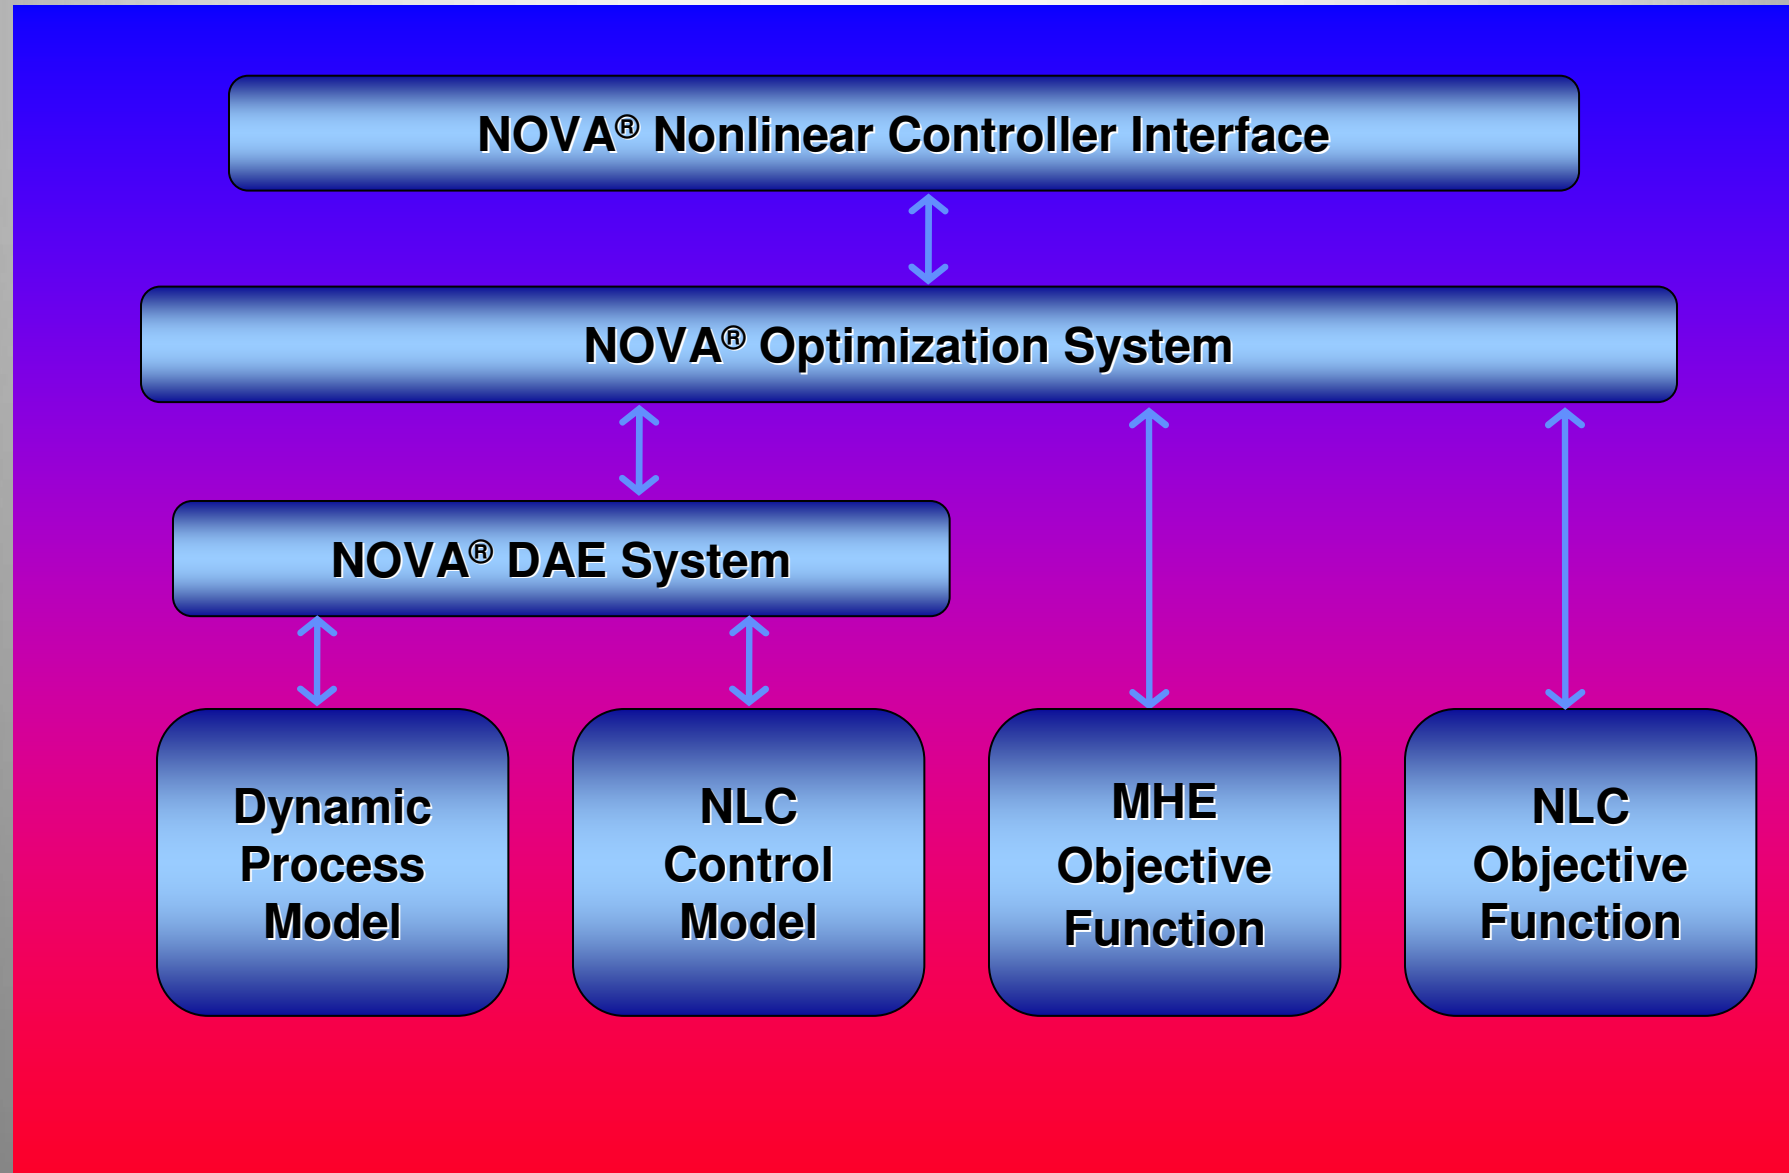 NOVA® Nonlinear Controller Interface
NOVA® Optimization System
NOVA® DAE System
Dynamic
Process
Model
NLC
Control
Model
MHE
Objective
Function
NLC
Objective
Function